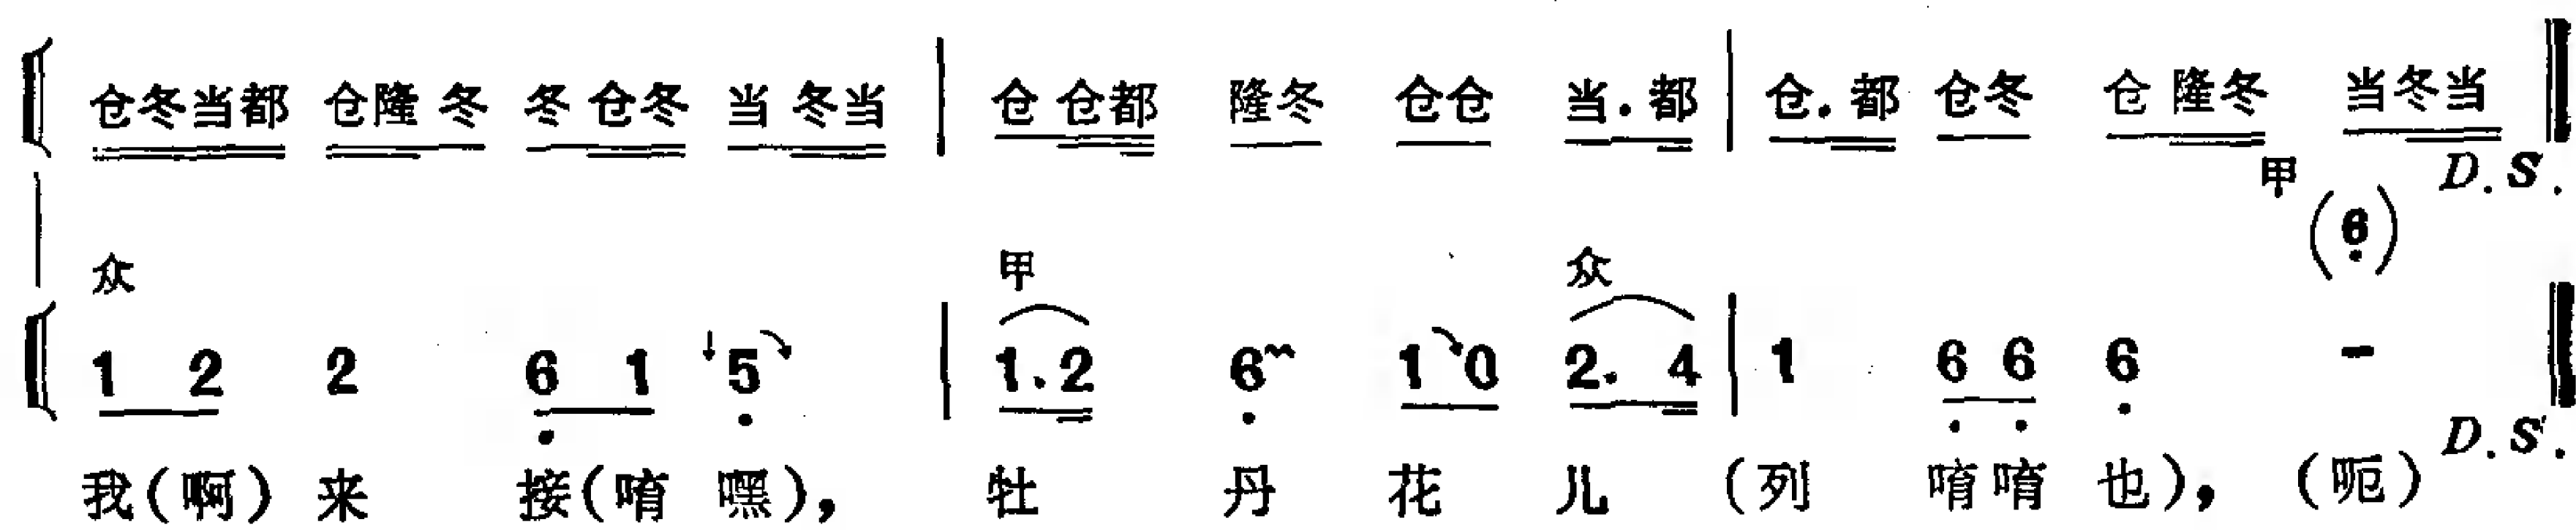 仓冬当都 仓隆冬 冬仓冬 当冬当 | 仓仓都 隆冬 仓仓 当.都 | 仓.都 仓冬 仓隆冬 当冬当
甲 D.S.
(6)
众 甲 众
1 2 2 6 1 ↓5 | 1.2 6 1 0 2. 4 | 1 6 6 6 -
D.S.
我(啊)来 接(唷 嘿), 牡 丹 花 儿 (列 唷唷 也), (呃)